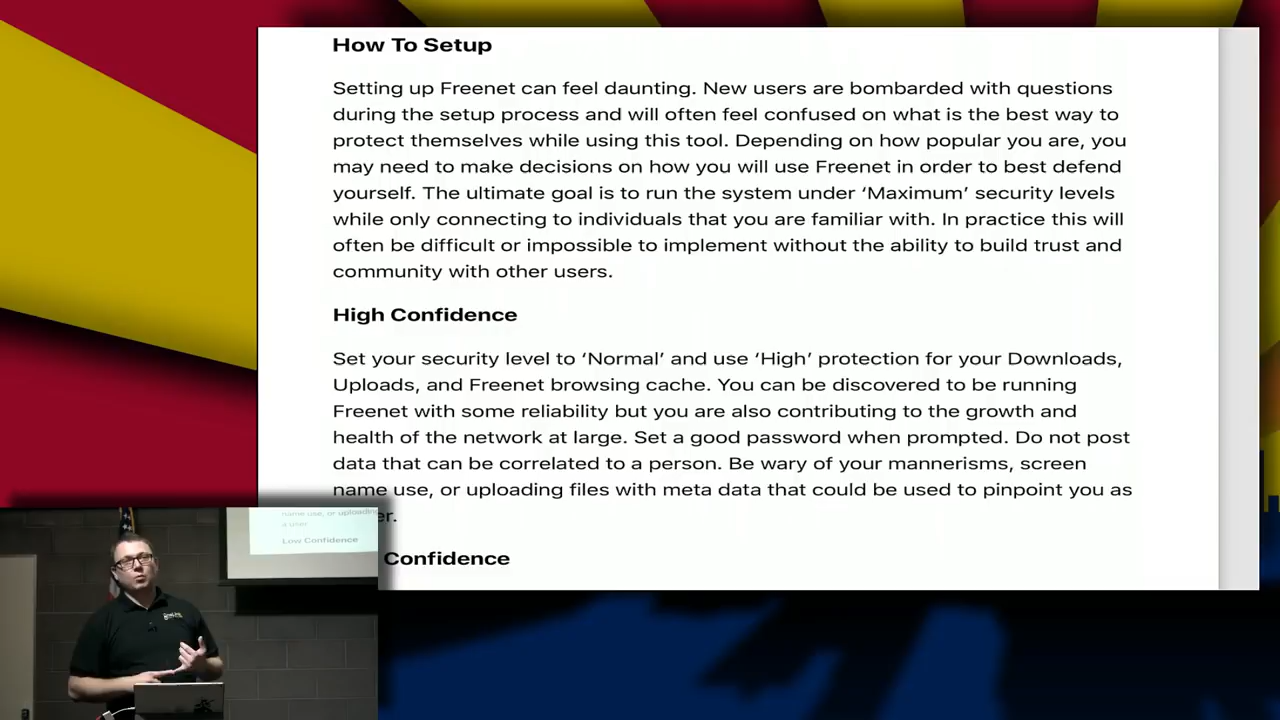 How To Setup
Setting up Freenet can feel daunting. New users are bombarded with questions
during the setup process and will often feel confused on what is the best way to
protect themselves while using this tool. Depending on how popular you are, you
may need to make decisions on how you will use Freenet in order to best defend
yourself. The ultimate goal is to run the system under ‘Maximum’ security levels
while only connecting to individuals that you are familiar with. In practice this will
often be difficult or impossible to implement without the ability to build trust and
community with other users.
High Confidence
Set your security level to ‘Normal’ and use ‘High’ protection for your Downloads,
Uploads, and Freenet browsing cache. You can be discovered to be running
Freenet with some reliability but you are also contributing to the growth and
health of the network at large. Set a good password when prompted. Do not post
data that can be correlated to a person. Be wary of your mannerisms, screen
name use, or uploading files with meta data that could be used to pinpoint you as
er.
Confidence
name use, or uploading
a user.
Low Confidence